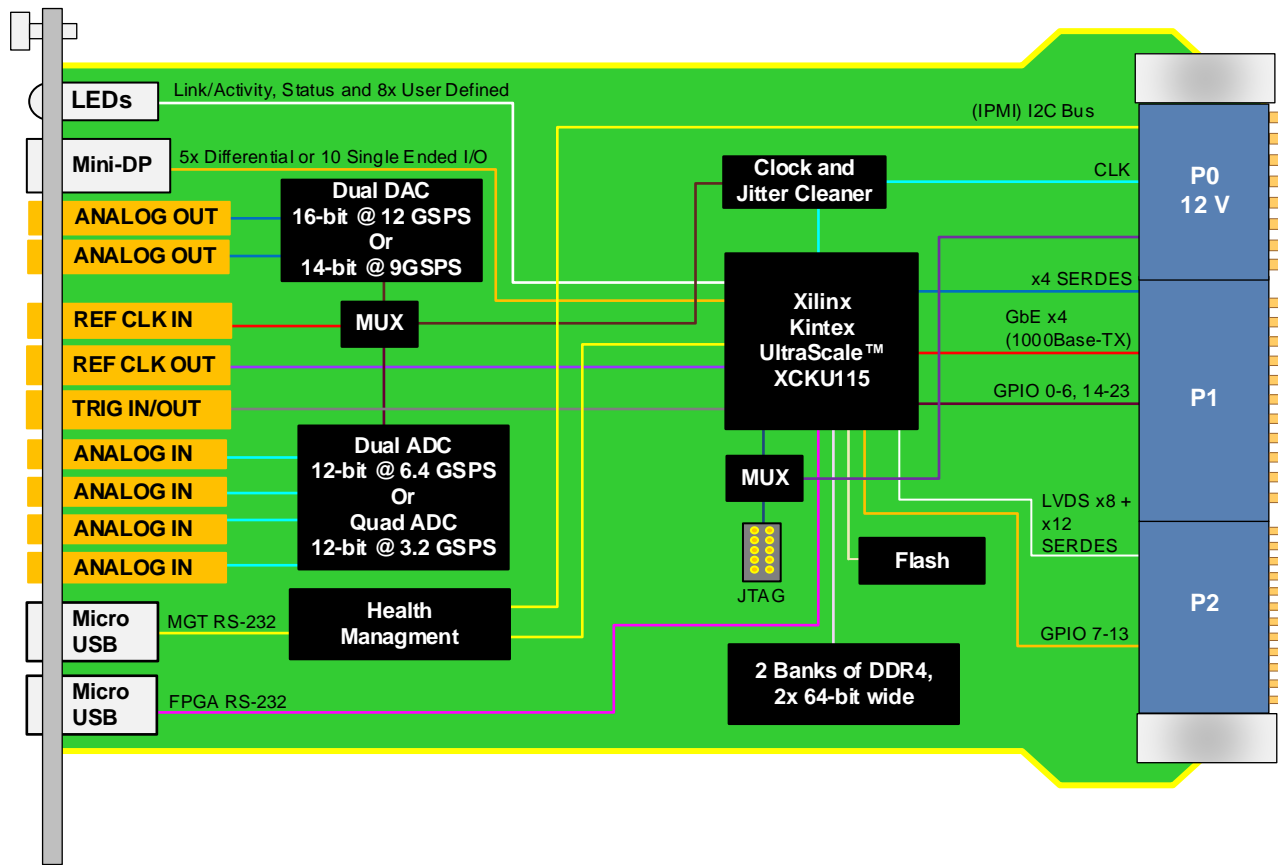 LEDs
Link/Activity, Status and 8x User Defined
(IPMI) I2C Bus
Mini-DP
5x Differential or 10 Single Ended I/O
Clock and
Jitter Cleaner
CLK
P0
12 V
ANALOG OUT
ANALOG OUT
Dual DAC
16-bit @ 12 GSPS
Or
14-bit @ 9GSPS
REF CLK IN
MUX
REF CLK OUT
TRIG IN/OUT
Xilinx
Kintex
UltraScale™
XCKU115
x4 SERDES
GbE x4
(1000Base-TX)
GPIO 0-6, 14-23
P1
ANALOG IN
ANALOG IN
ANALOG IN
ANALOG IN
Dual ADC
12-bit @ 6.4 GSPS
Or
Quad ADC
12-bit @ 3.2 GSPS
MUX
JTAG
Flash
LVDS x8 +
x12
SERDES
P2
GPIO 7-13
Micro
USB
MGT RS-232
Health
Managment
Micro
USB
FPGA RS-232
2 Banks of DDR4,
2x 64-bit wide